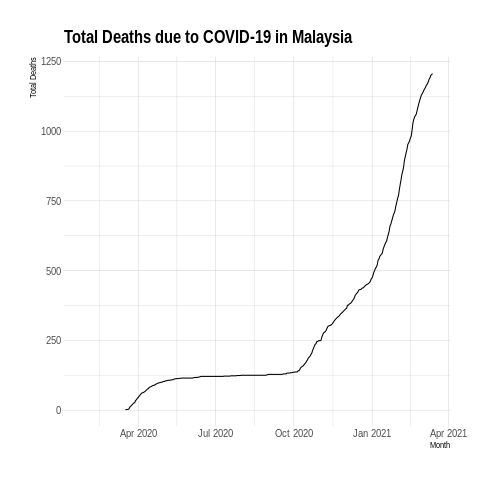 Total Deaths due to COVID-19 in Malaysia
Total Deaths
1250
1000
750
500
250
0
Apr 2020 Jul 2020 Oct 2020 Jan 2021 Apr 2021
Month